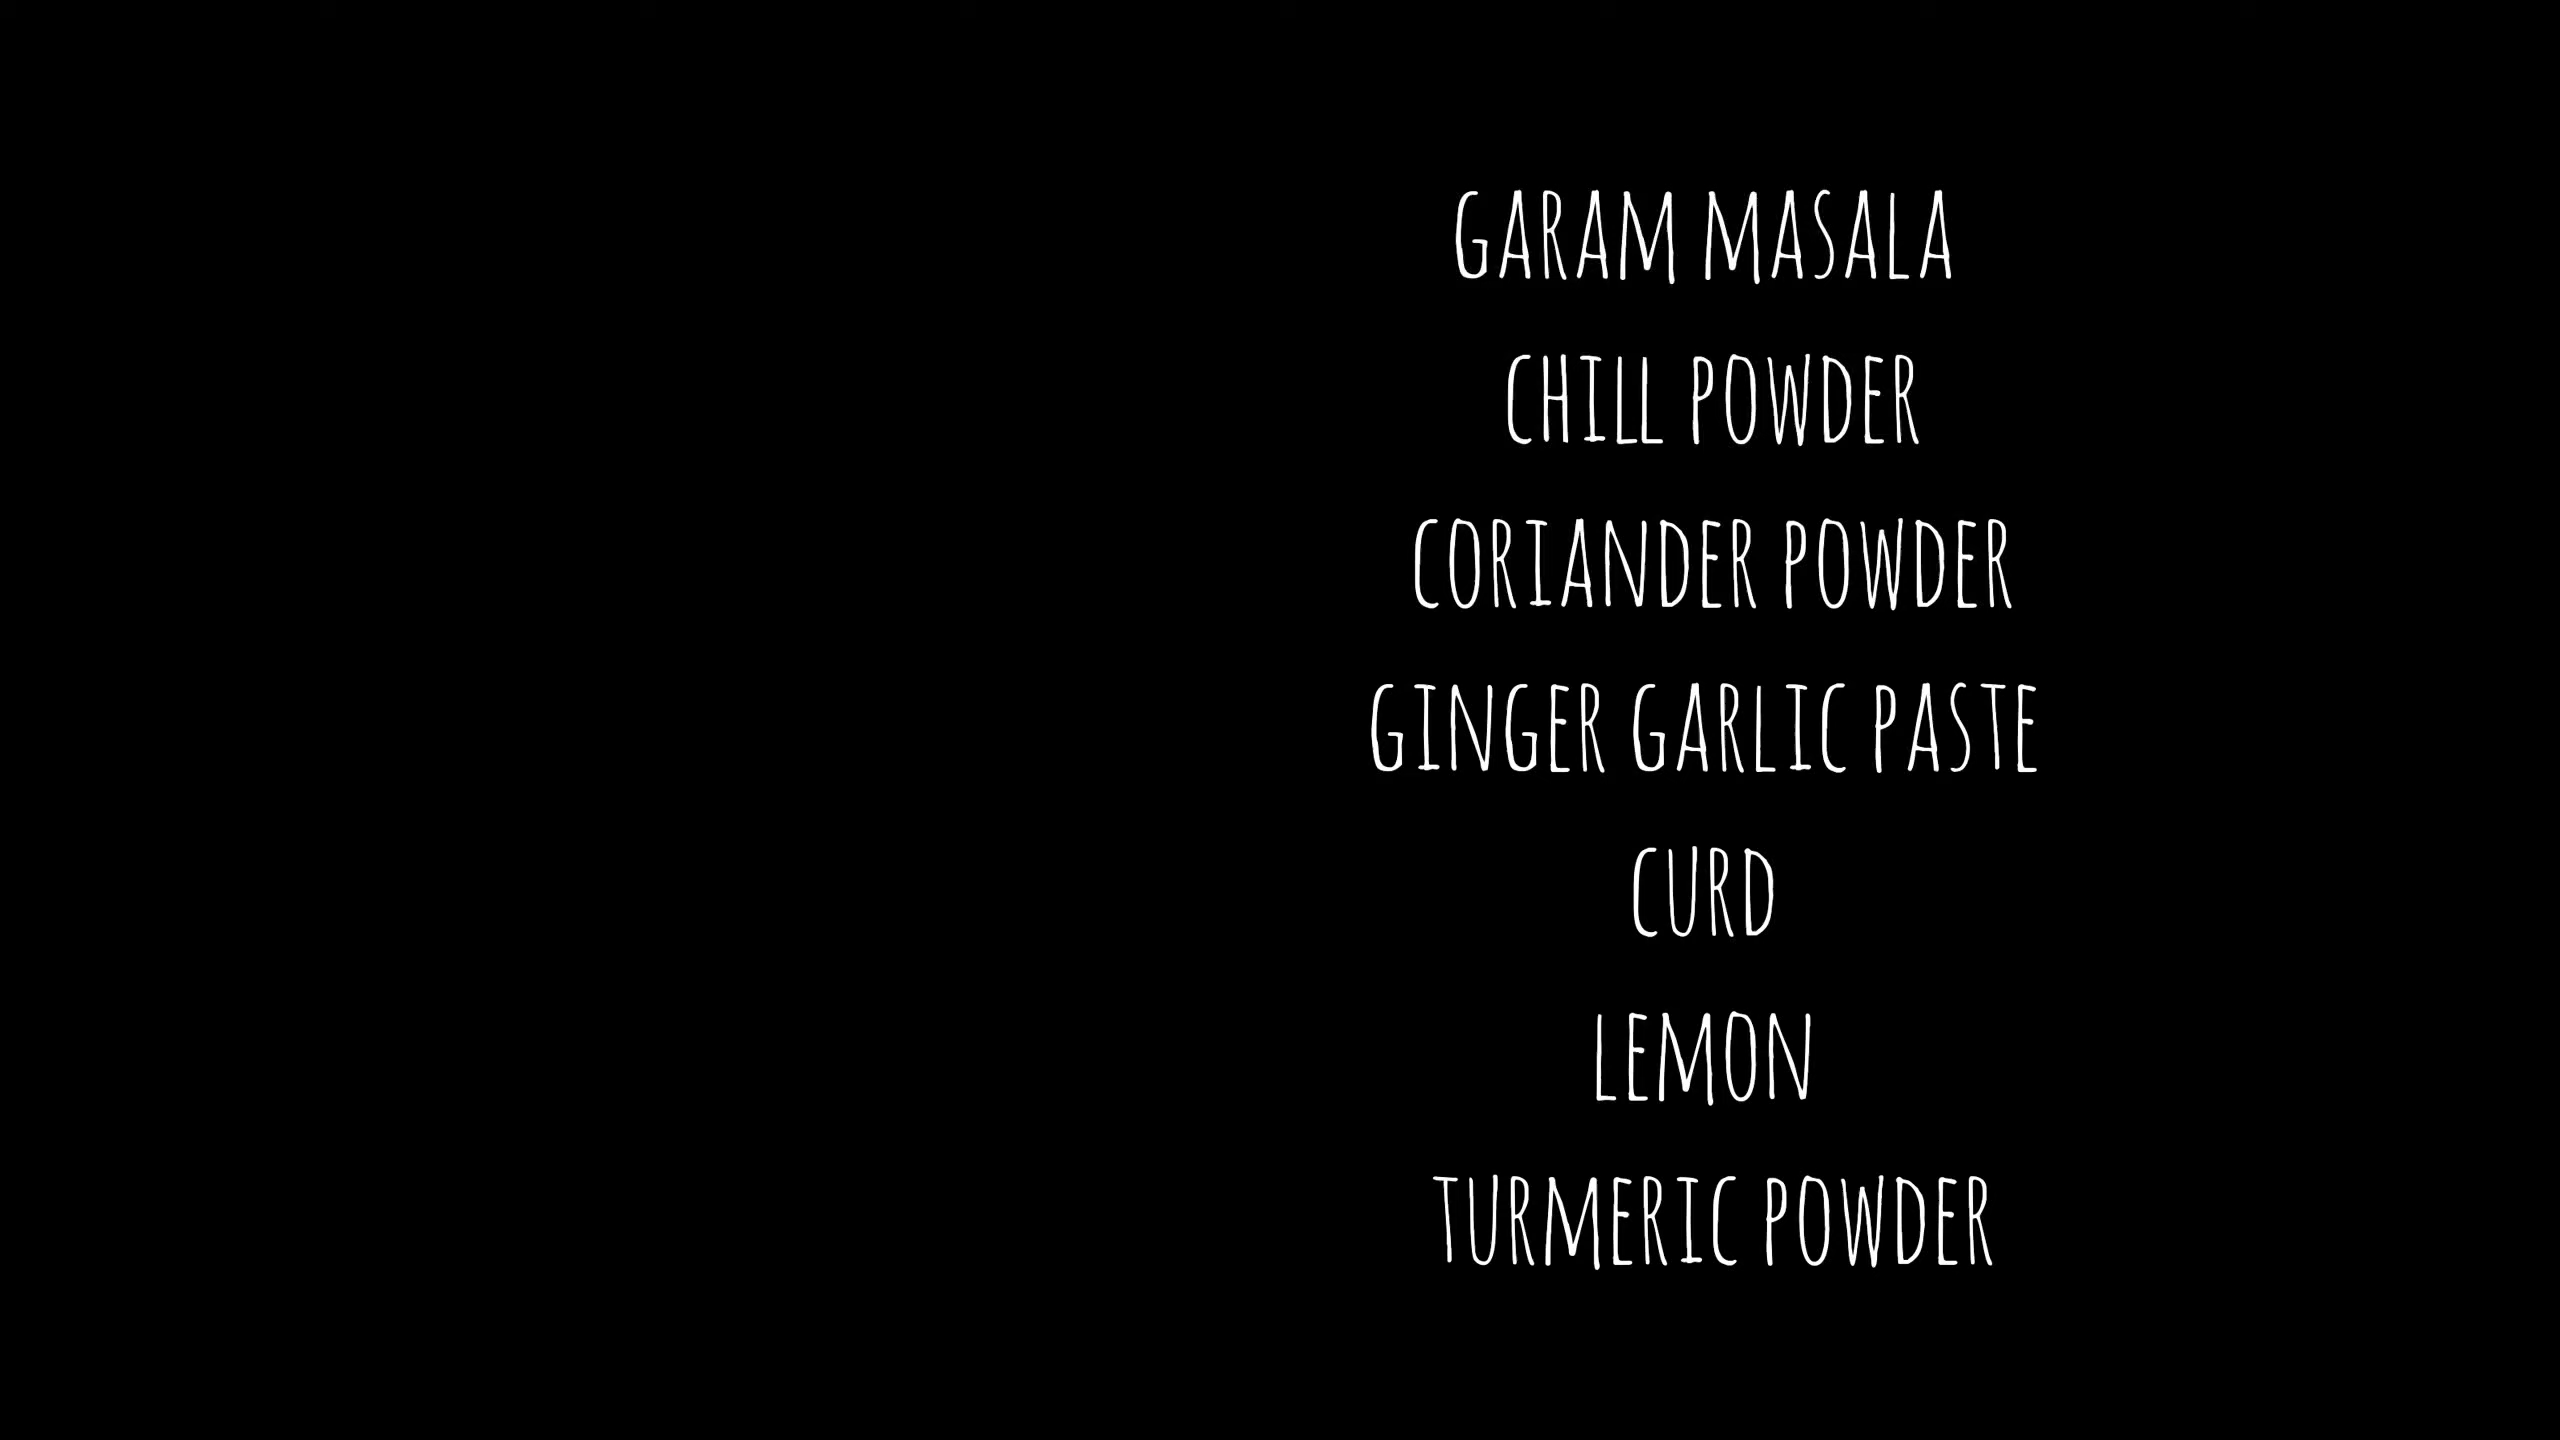 GARAM MASALA
CHILL POWDER
CORIANDER POWDER
GINGER GARLIC PASTE
CURD
LEMON
TURMERIC POWDER